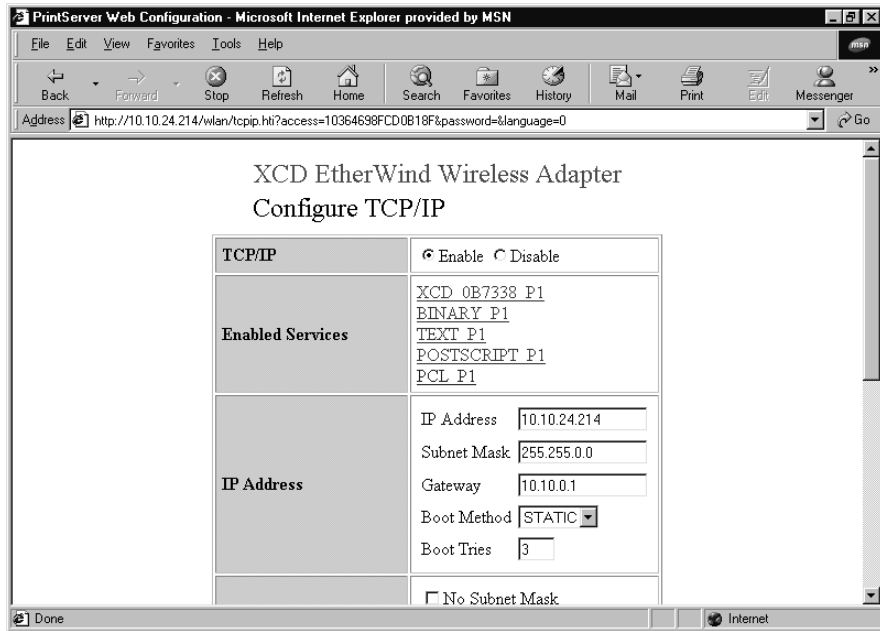 PrintServer Web Configuration - Microsoft Internet Explorer provided by MSN
File Edit View Favorites Tools Help
msn
Back Forward Stop Refresh Home Search Favorites History Mail Print Edit Messenger »
Address http://10.10.24.214/wlan/tcpip.hti?access=10364698FCD0B18F&password=&language=0 Go
XCD EtherWind Wireless Adapter
Configure TCP/IP
TCP/IP Enable Disable
Enabled Services
XCD_0B7338_P1
BINARY_P1
TEXT_P1
POSTSCRIPT_P1
PCL_P1
IP Address
IP Address 10.10.24.214
Subnet Mask 255.255.0.0
Gateway 10.10.0.1
Boot Method STATIC
Boot Tries 3
No Subnet Mask
Done Internet